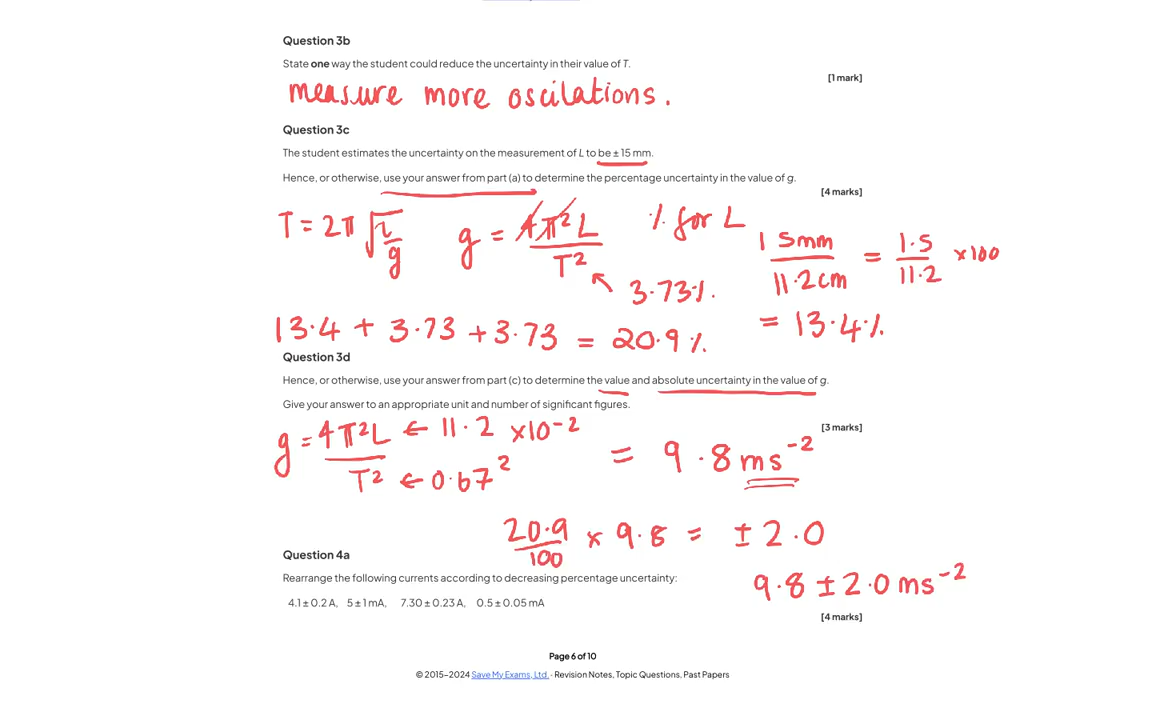 Question 3b
State one way the student could reduce the uncertainty in their value of T.
[1 mark]
measure more oscilations.
Question 3c
The student estimates the uncertainty on the measurement of L to be ± 15 mm.
Hence, or otherwise, use your answer from part (a) to determine the percentage uncertainty in the value of g.
[4 marks]
T = 2π √(L/g)
g = 4π²L / T²
3.73%.
% for L
15mm / 11.2cm = 1.5 / 11.2 ×100
= 13.4%
13.4 + 3.73 + 3.73 = 20.9%
Question 3d
Hence, or otherwise, use your answer from part (c) to determine the value and absolute uncertainty in the value of g.
Give your answer to an appropriate unit and number of significant figures.
[3 marks]
g = 4π²L ← 11.2 ×10⁻²
T² ← 0.67²
= 9.8 ms⁻²
20.9 / 100 × 9.8 = ± 2.0
9.8 ± 2.0 ms⁻²
Question 4a
Rearrange the following currents according to decreasing percentage uncertainty:
4.1 ± 0.2 A, 5 ± 1 mA, 7.30 ± 0.23 A, 0.5 ± 0.05 mA
[4 marks]
Page 6 of 10
© 2015-2024 Save My Exams, Ltd. · Revision Notes, Topic Questions, Past Papers